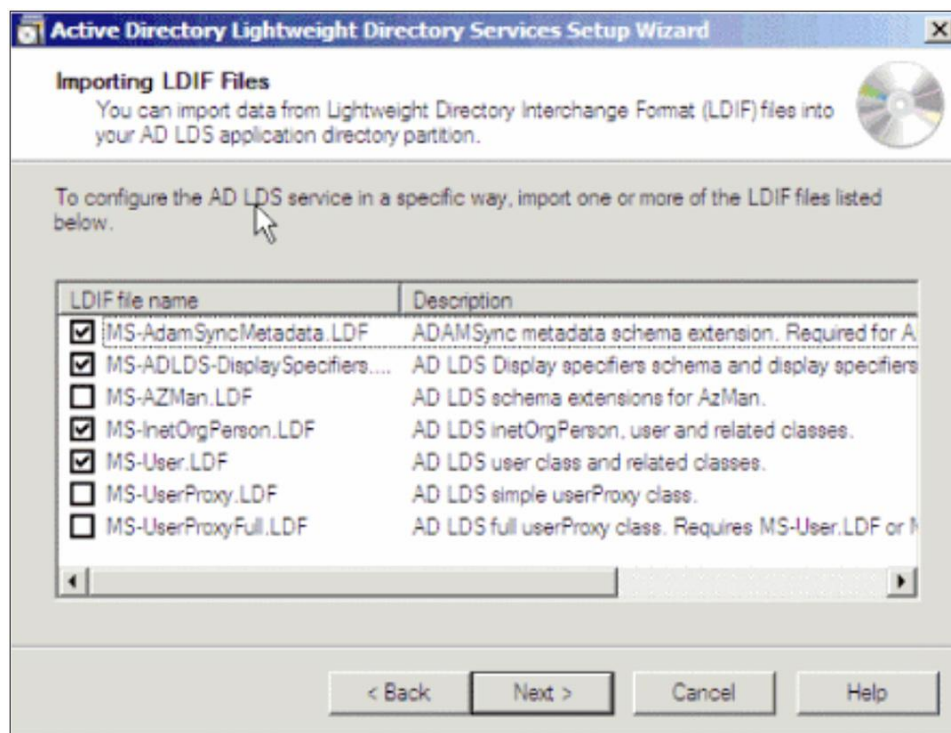 Active Directory Lightweight Directory Services Setup Wizard
Importing LDIF Files
You can import data from Lightweight Directory Interchange Format (LDIF) files into
your AD LDS application directory partition.
To configure the AD LDS service in a specific way, import one or more of the LDIF files listed
below.
LDIF file name Description
MS-AdamSyncMetadata.LDF ADAMSync metadata schema extension. Required for A
MS-ADLDS-DisplaySpecifiers.... AD LDS Display specifiers schema and display specifiers
MS-AZMan.LDF AD LDS schema extensions for AzMan.
MS-InetOrgPerson.LDF AD LDS inetOrgPerson, user and related classes.
MS-User.LDF AD LDS user class and related classes.
MS-UserProxy.LDF AD LDS simple userProxy class.
MS-UserProxyFull.LDF AD LDS full userProxy class. Requires MS-User.LDF or
< Back Next > Cancel Help